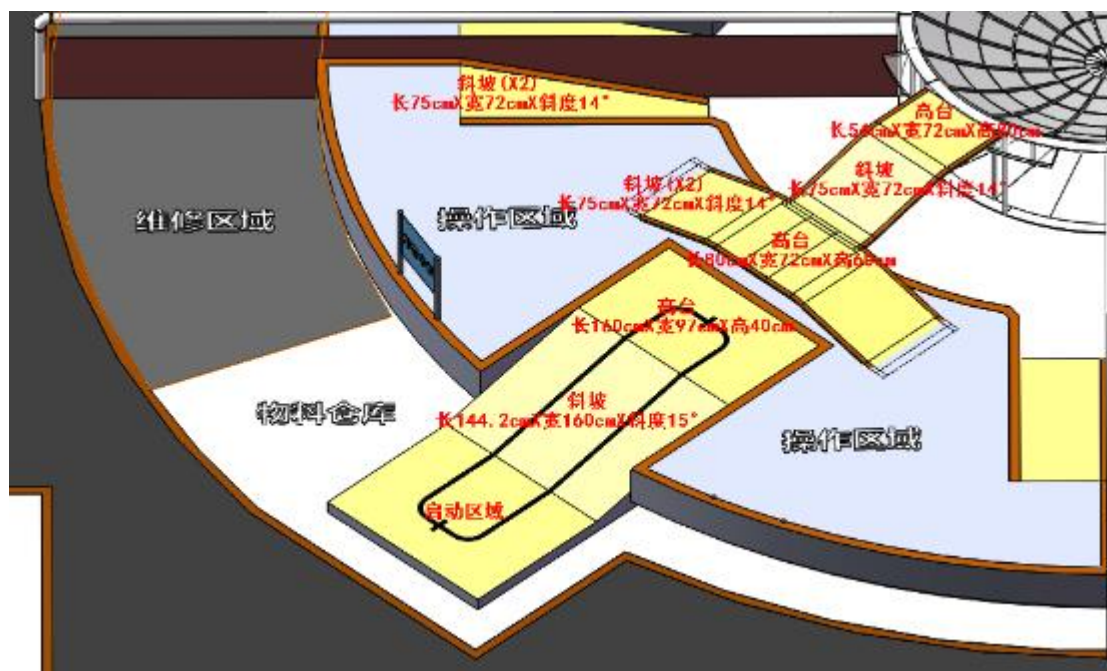 斜坡(X2)
长75cmX宽72cmX斜度14°
高台
长54cmX宽72cmX高80cm
斜坡
长75cmX宽72cmX斜度14°
斜坡(X2)
长75cmX宽72cmX斜度14°
维修区域
操作区域
高台
长80cmX宽72cmX高60cm
高台
长160cmX宽97cmX高40cm
斜坡
长144.2cmX宽160cmX斜度15°
物料仓库
操作区域
启动区域